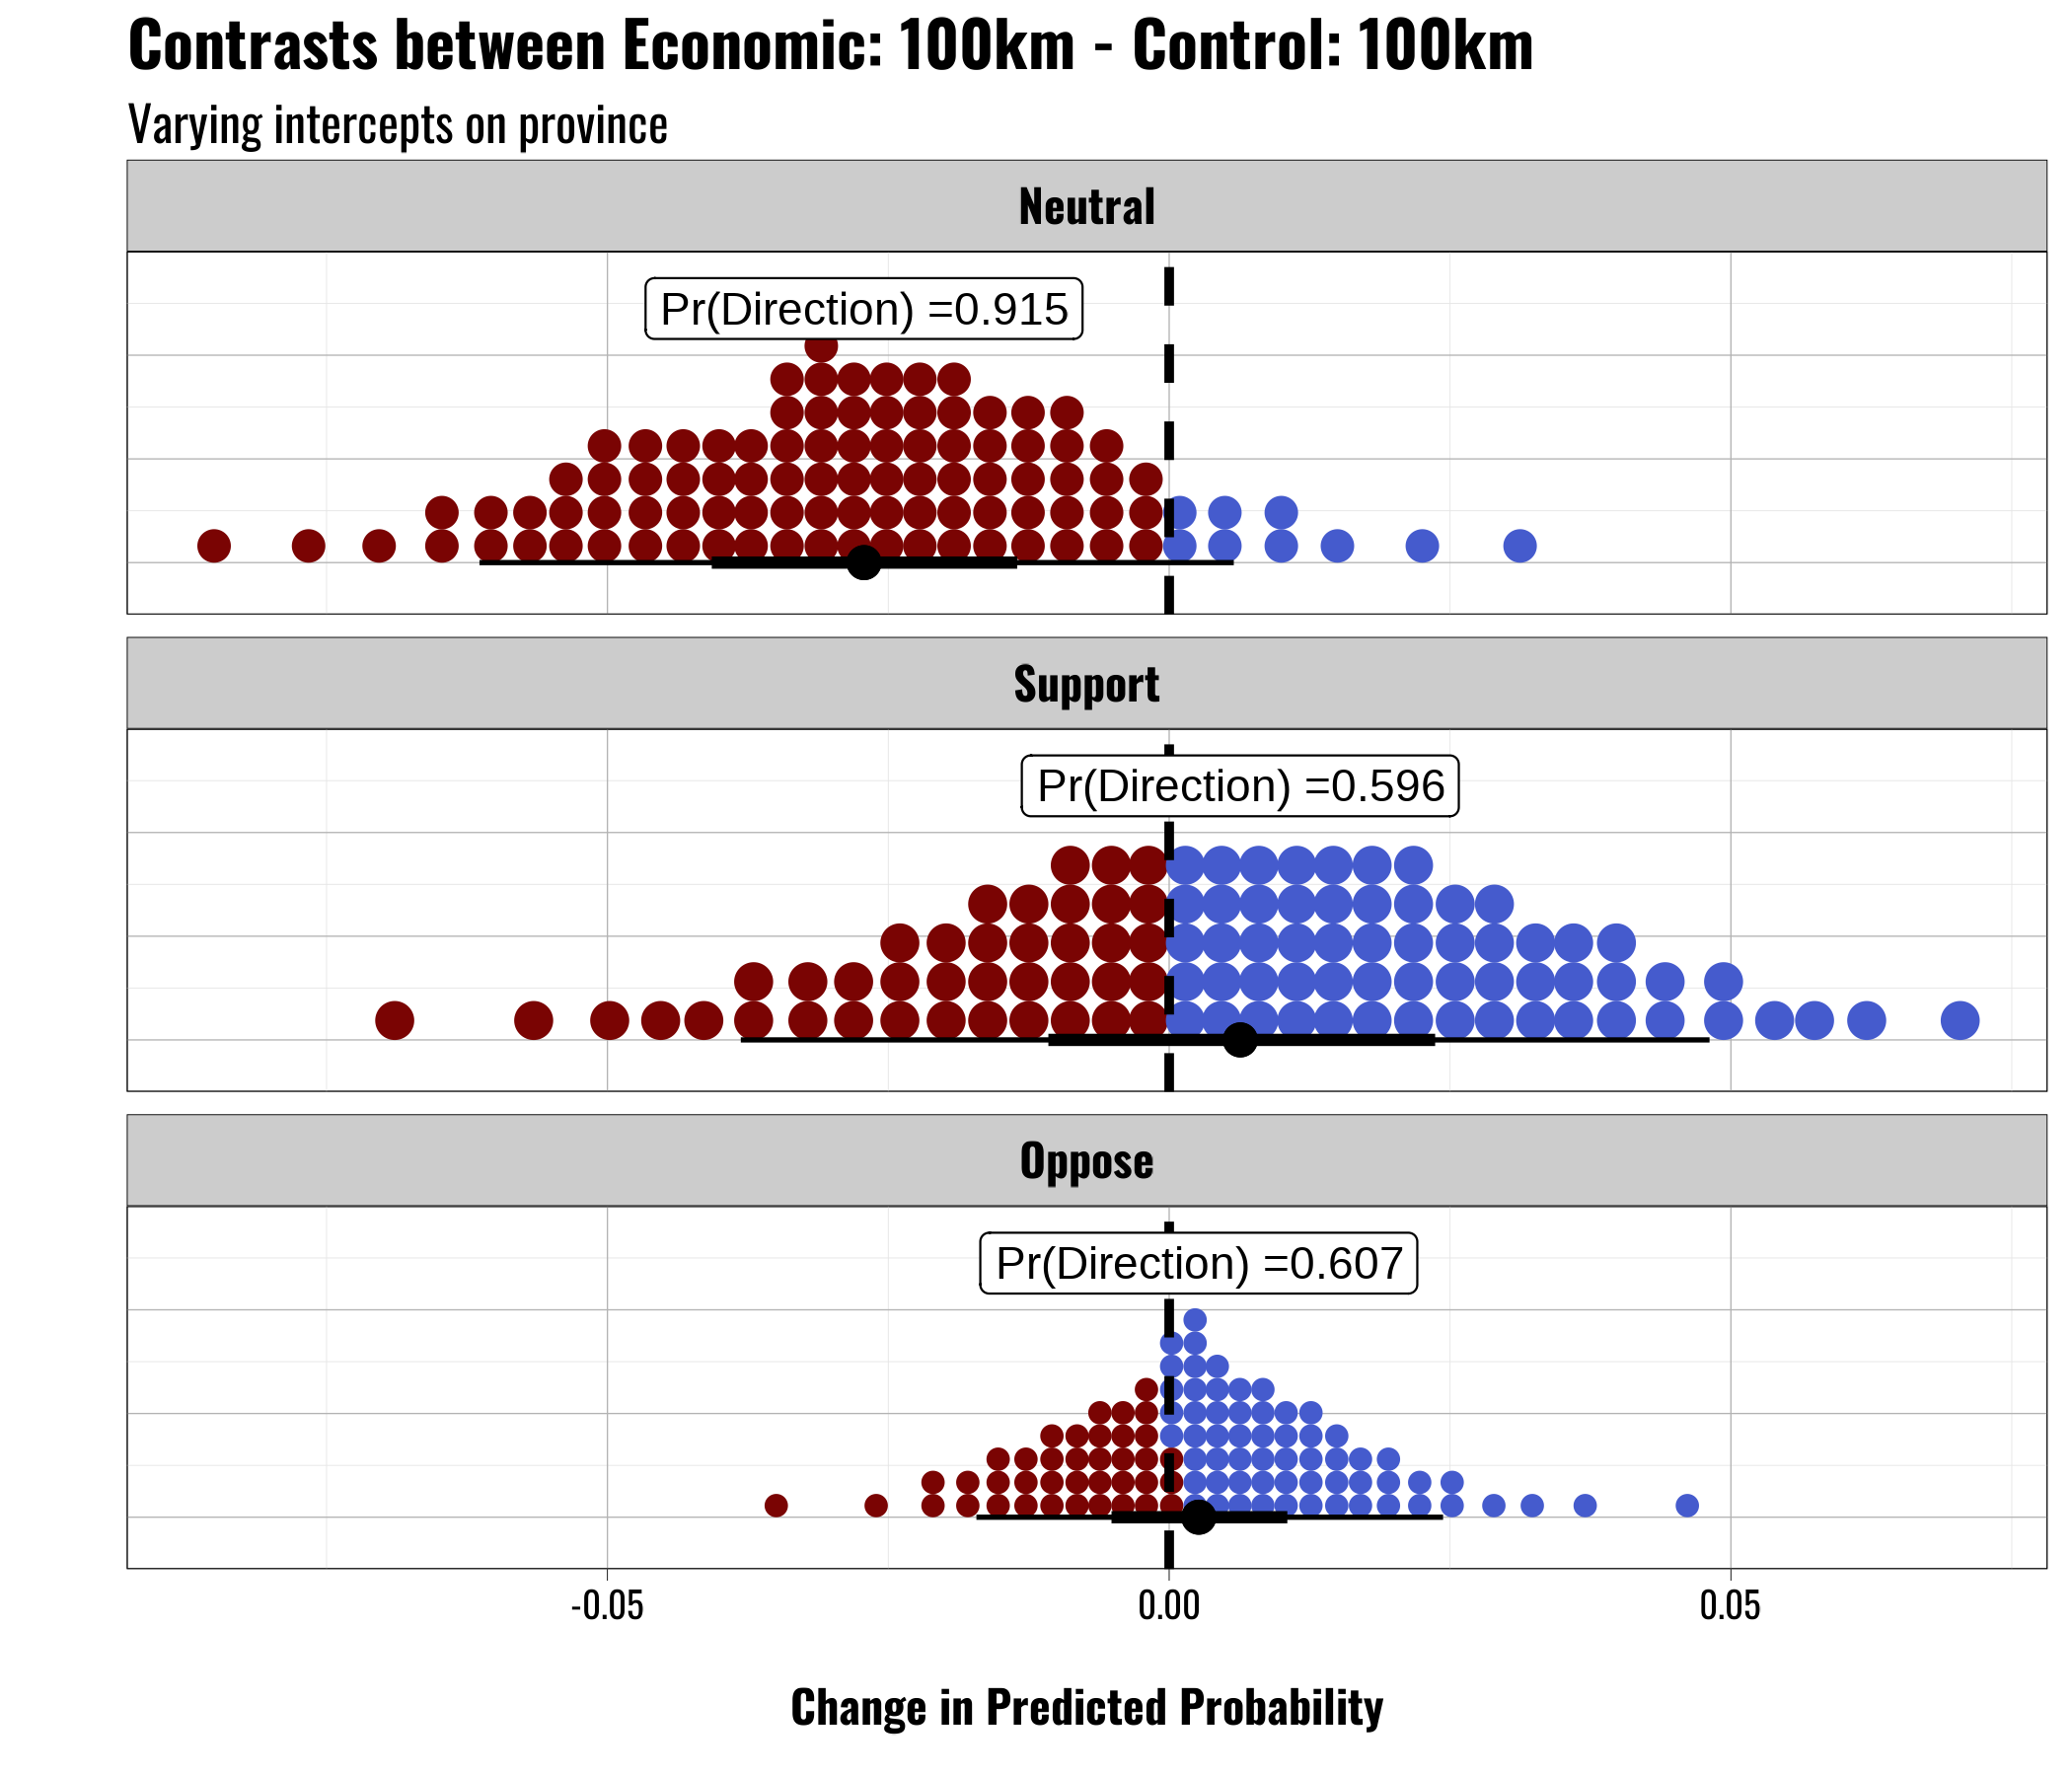 Contrasts between Economic: 100km - Control: 100km
Varying intercepts on province
Neutral
Pr(Direction) =0.915
Support
Pr(Direction) =0.596
Oppose
Pr(Direction) =0.607
-0.05 0.00 0.05
Change in Predicted Probability